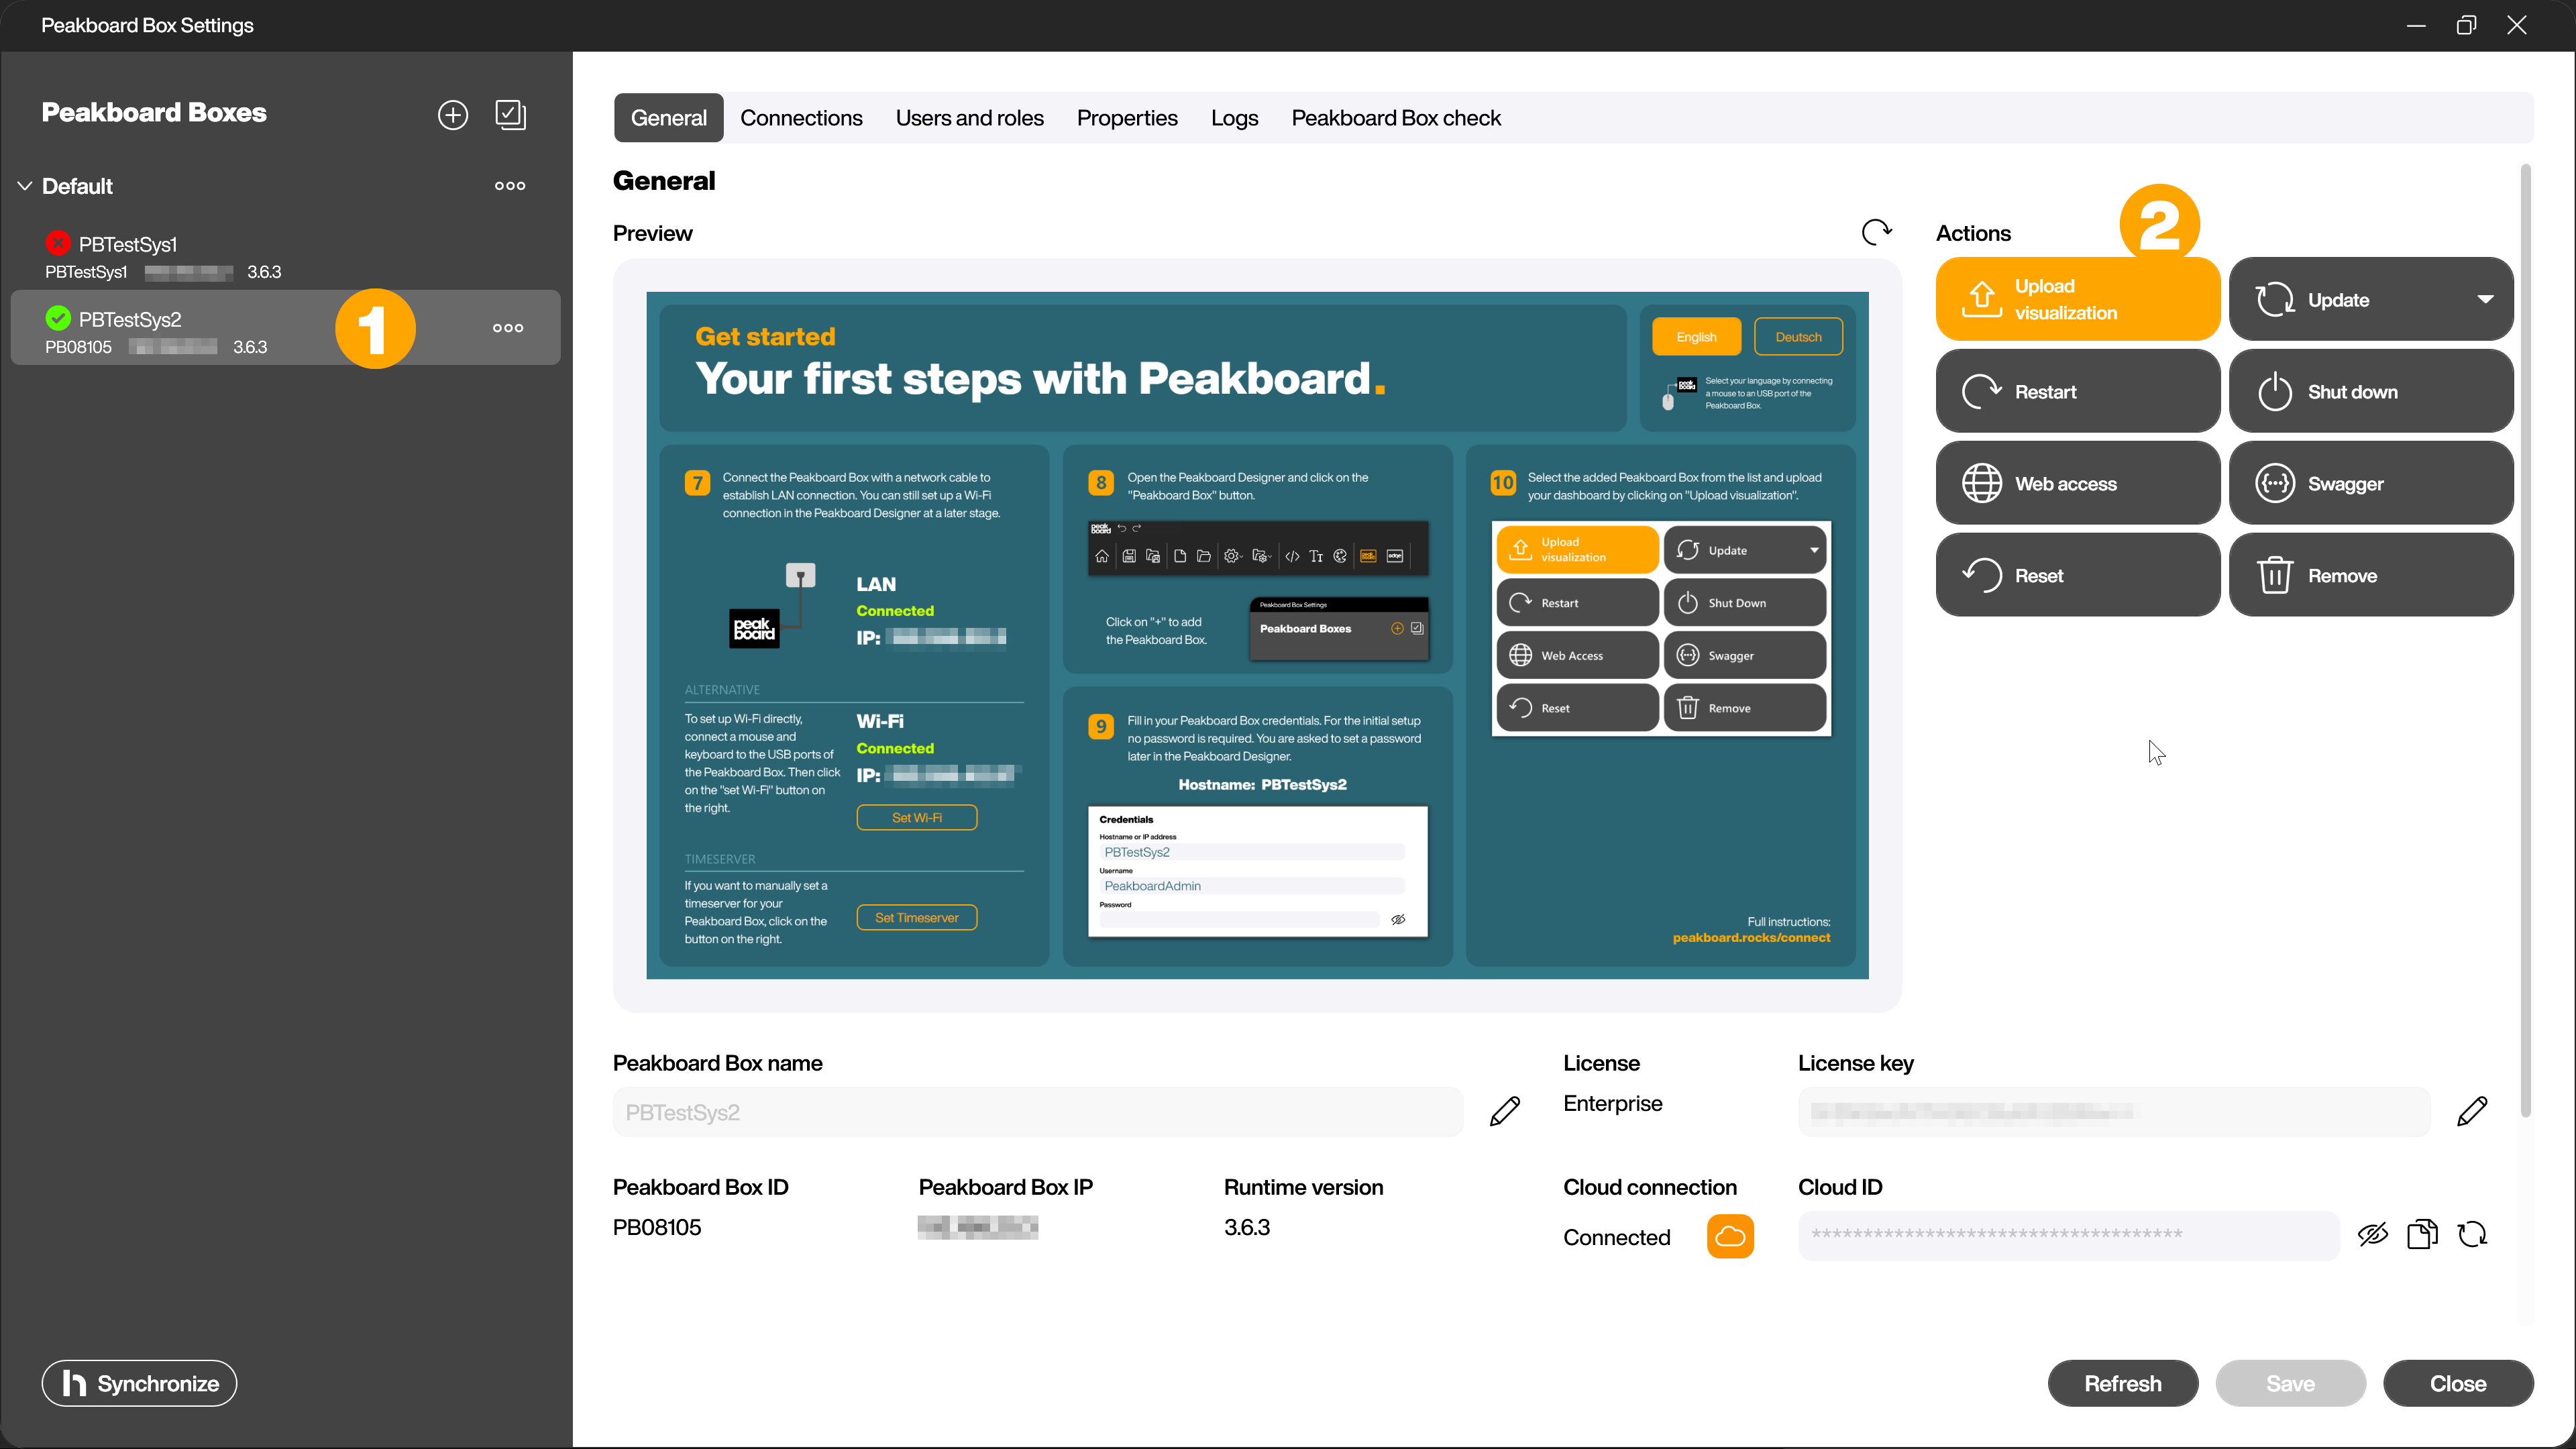 Peakboard Box Settings
Peakboard Boxes
Default
PBTestSys1
PBTestSys1 3.6.3
PBTestSys2
PB08105 3.6.3
1
Synchronize
General Connections Users and roles Properties Logs Peakboard Box check
General
Preview
Get started
Your first steps with Peakboard.
English Deutsch
peak
board
Select your language by connecting
a mouse to an USB port of the
Peakboard Box.
7
Connect the Peakboard Box with a network cable to
establish LAN connection. You can still set up a Wi-Fi
connection in the Peakboard Designer at a later stage.
peak
board
LAN
Connected
IP:
ALTERNATIVE
To set up Wi-Fi directly,
connect a mouse and
keyboard to the USB ports of
the Peakboard Box. Then click
on the "set Wi-Fi" button on
the right.
Wi-Fi
Connected
IP:
Set Wi-Fi
TIMESERVER
If you want to manually set a
timeserver for your
Peakboard Box, click on the
button on the right.
Set Timeserver
8
Open the Peakboard Designer and click on the
"Peakboard Box" button.
peak
board
Click on "+" to add
the Peakboard Box.
Peakboard Box Settings
Peakboard Boxes
9
Fill in your Peakboard Box credentials. For the initial setup
no password is required. You are asked to set a password
later in the Peakboard Designer.
Hostname: PBTestSys2
Credentials
Hostname or IP address
PBTestSys2
Username
PeakboardAdmin
Password
10
Select the added Peakboard Box from the list and upload
your dashboard by clicking on "Upload visualization".
Upload
visualization
Update
Restart
Shut Down
Web Access
Swagger
Reset
Remove
Full instructions:
peakboard.rocks/connect
Actions
2
Upload
visualization
Update
Restart
Shut down
Web access
Swagger
Reset
Remove
Peakboard Box name
PBTestSys2
License
Enterprise
License key
Peakboard Box ID
PB08105
Peakboard Box IP
Runtime version
3.6.3
Cloud connection
Connected
Cloud ID
************************************
Refresh Save Close